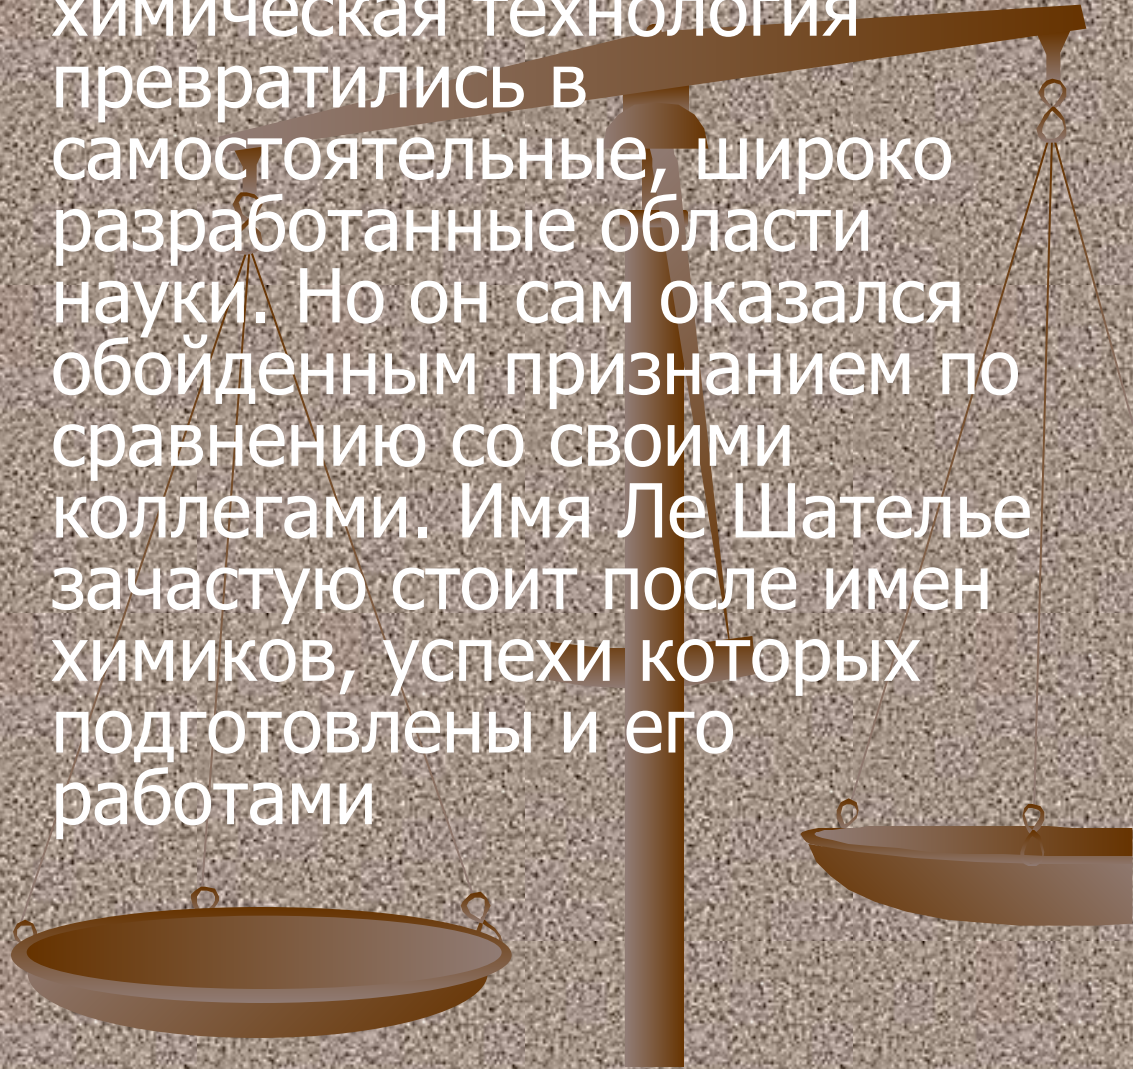 химическая технология
превратились в
самостоятельные, широко
разработанные области
науки. Но он сам оказался
обойденным признанием по
сравнению со своими
коллегами. Имя Ле Шателье
зачастую стоит после имен
химиков, успехи которых
подготовлены и его
работами